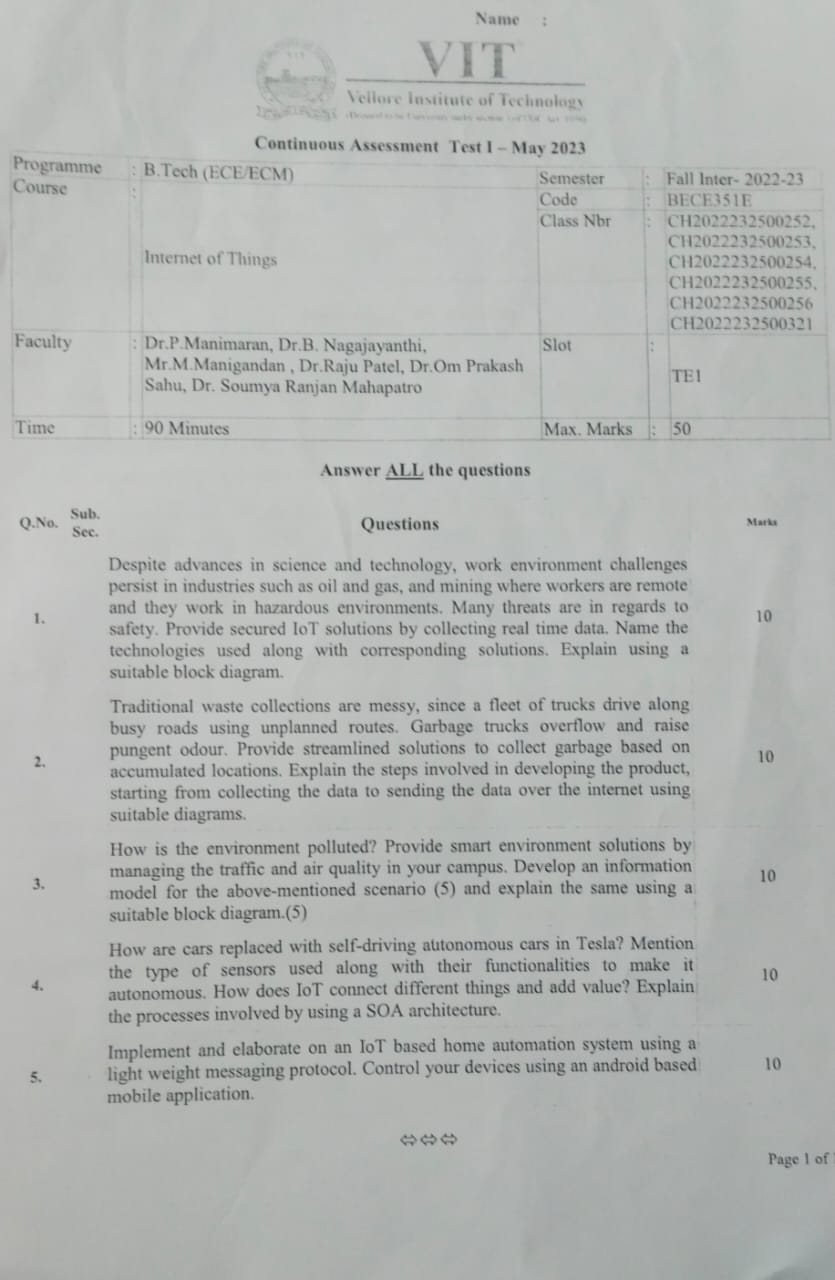 Name :
VIT
Vellore Institute of Technology
Continuous Assessment Test I – May 2023
Programme : B.Tech (ECE/ECM) Semester : Fall Inter- 2022-23
Course : Internet of Things Code : BECE351E
Class Nbr : CH2022232500252,
CH2022232500253,
CH2022232500254,
CH2022232500255,
CH2022232500256
CH2022232500321
Faculty : Dr.P.Manimaran, Dr.B. Nagajayanthi, Slot :
Mr.M.Manigandan , Dr.Raju Patel, Dr.Om Prakash
TE1
Sahu, Dr. Soumya Ranjan Mahapatro
Time : 90 Minutes Max. Marks : 50
Answer ALL the questions
Q.No. Sub. Sec. Questions Marks
Despite advances in science and technology, work environment challenges
persist in industries such as oil and gas, and mining where workers are remote
1. and they work in hazardous environments. Many threats are in regards to 10
safety. Provide secured IoT solutions by collecting real time data. Name the
technologies used along with corresponding solutions. Explain using a
suitable block diagram.
Traditional waste collections are messy, since a fleet of trucks drive along
busy roads using unplanned routes. Garbage trucks overflow and raise
2. pungent odour. Provide streamlined solutions to collect garbage based on 10
accumulated locations. Explain the steps involved in developing the product,
starting from collecting the data to sending the data over the internet using
suitable diagrams.
How is the environment polluted? Provide smart environment solutions by
managing the traffic and air quality in your campus. Develop an information
3. model for the above-mentioned scenario (5) and explain the same using a 10
suitable block diagram.(5)
How are cars replaced with self-driving autonomous cars in Tesla? Mention
the type of sensors used along with their functionalities to make it
4. autonomous. How does IoT connect different things and add value? Explain 10
the processes involved by using a SOA architecture.
Implement and elaborate on an IoT based home automation system using a
5. light weight messaging protocol. Control your devices using an android based 10
mobile application.
⇔⇔⇔
Page 1 of